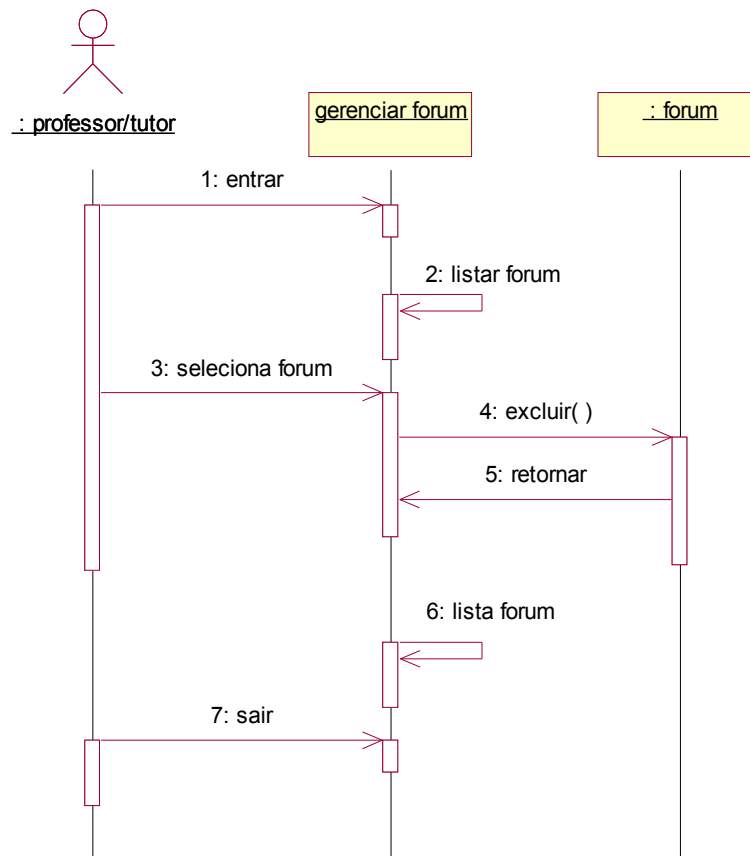 : professor/tutor
gerenciar forum
: forum
1: entrar
2: listar forum
3: seleciona forum
4: excluir( )
5: retornar
6: lista forum
7: sair